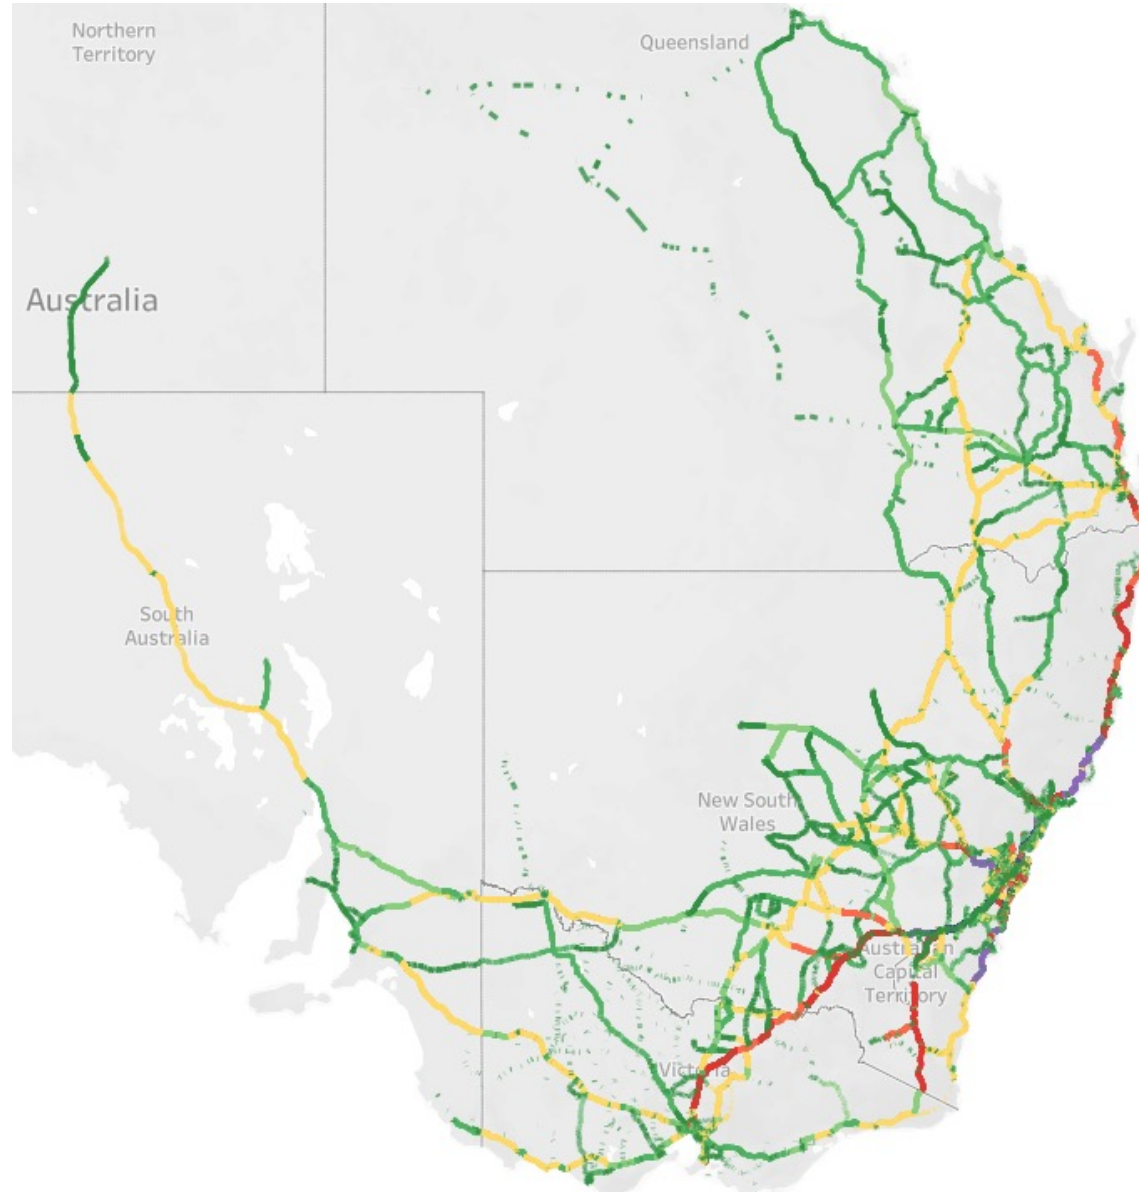 Northern
Territory
Queensland
Australia
South
Australia
New South
Wales
Australian
Capital
Territory
Victoria